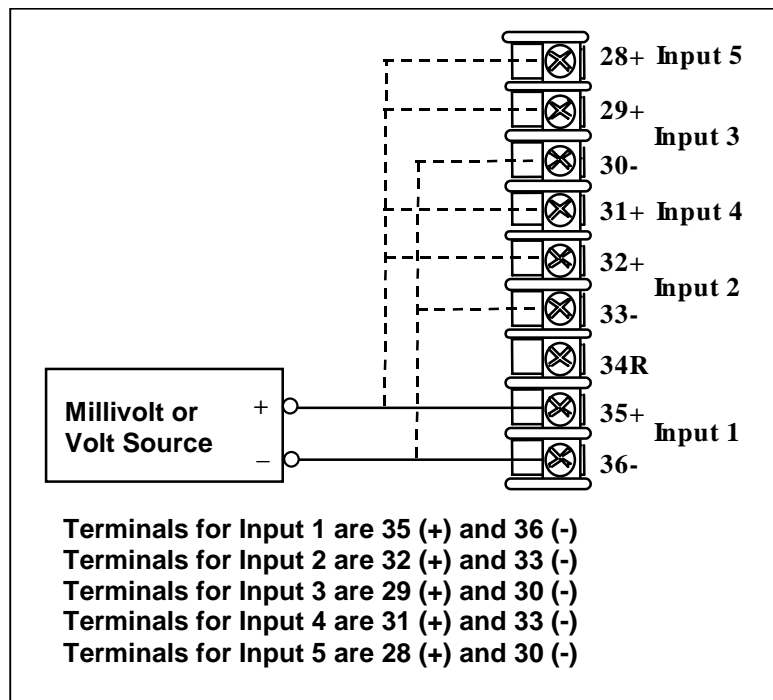 28+ Input 5
29+
Input 3
30-
31+ Input 4
32+
Input 2
33-
34R
Millivolt or
Volt Source
+
–
35+
Input 1
36-
Terminals for Input 1 are 35 (+) and 36 (-)
Terminals for Input 2 are 32 (+) and 33 (-)
Terminals for Input 3 are 29 (+) and 30 (-)
Terminals for Input 4 are 31 (+) and 33 (-)
Terminals for Input 5 are 28 (+) and 30 (-)